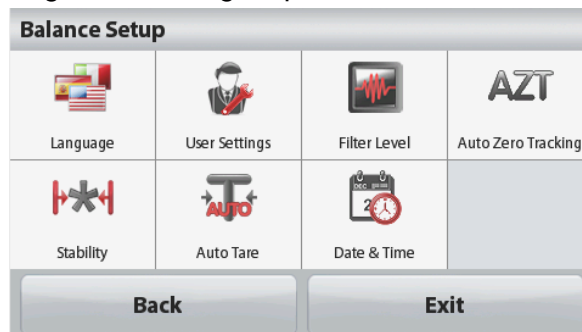 Balance Setup
AZT
Language
User Settings
Filter Level
Auto Zero Tracking
AUTO
DEC
Stability
Auto Tare
Date & Time
Back
Exit